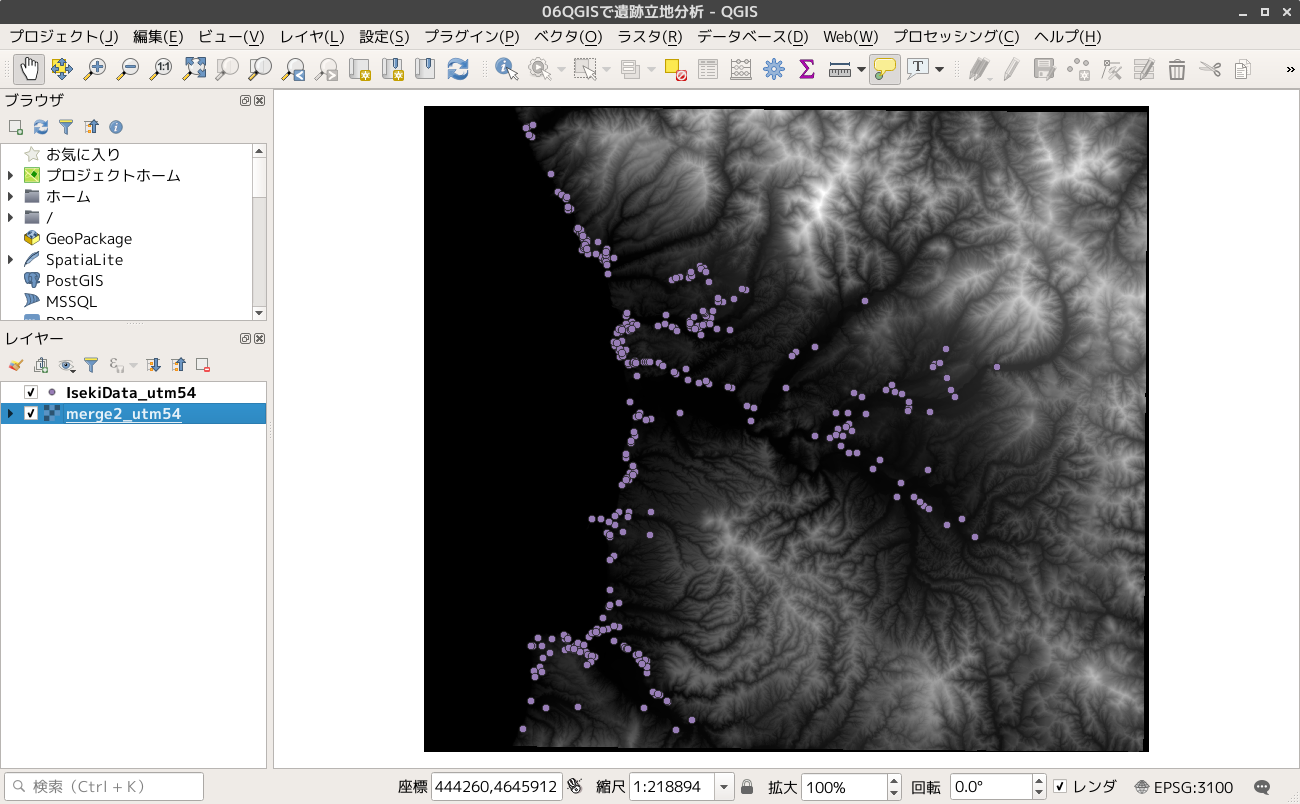 06QGISで遺跡立地分析 - QGIS
プロジェクト(J) 編集(E) ビュー(V) レイヤ(L) 設定(S) プラグイン(P) ベクタ(O) ラスタ(R) データベース(D) Web(W) プロセッシング(C) ヘルプ(H)
1:1
T
»
ブラウザ
お気に入り
プロジェクトホーム
ホーム
/
GeoPackage
SpatiaLite
PostGIS
MSSQL
レイヤー
IsekiData_utm54
merge2_utm54
検索（Ctrl + K） 座標 444260,4645912 縮尺 1:218894 拡大 100% 回転 0.0° レンダ EPSG:3100